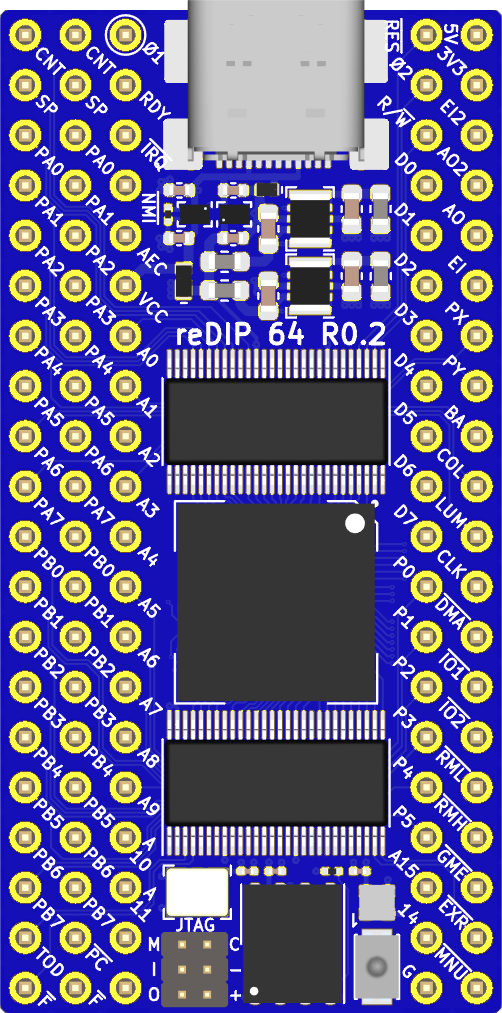 RES 5V
CNT CNT Ø1 Ø2 3V3
SP SP RDY R/W EI2
PA0 PA0 IRQ D0 AO2
PA1 PA1 NMI D1 AO
PA2 PA2 AEC D2 EI
PA3 PA3 VCC D3 PX
reDIP 64 R0.2
PA4 PA4 A0 D4 PY
PA5 PA5 A1 D5 BA
PA6 PA6 A2 D6 COL
PA7 PA7 A3 D7 LUM
PB0 PB0 A4 P0 CLK
PB1 PB1 A5 P1 DMA
PB2 PB2 A6 P2 IO1
PB3 PB3 A7 P3 IO2
PB4 PB4 A8 P4 RML
PB5 PB5 A9 P5 RMH
PB6 PB6 A 10 A15 GME
PB7 PB7 A 11 14 EXR
JTAG
M C
TOD PC I - G MNU
O +
F F